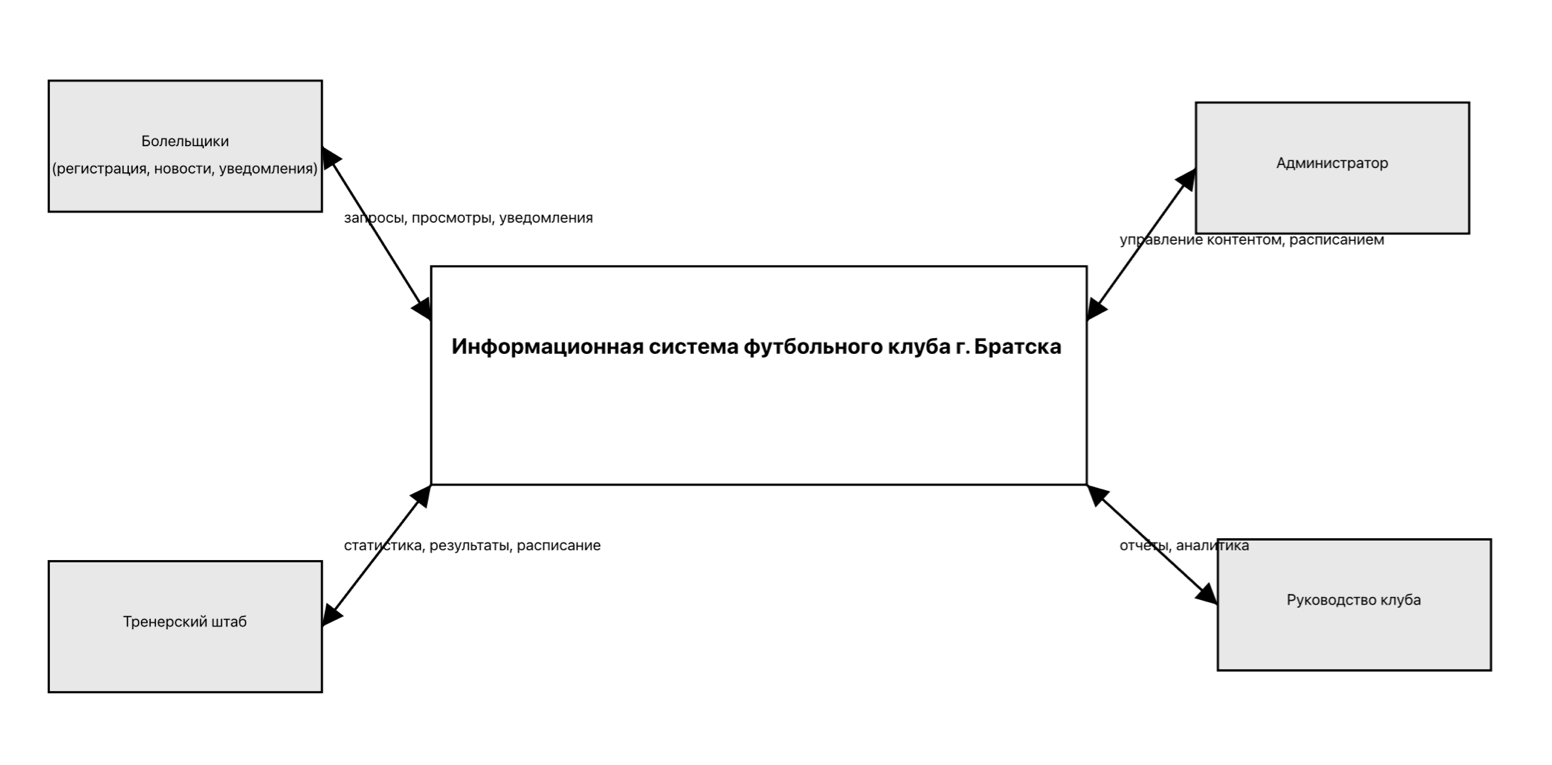 Болельщики
(регистрация, новости, уведомления)
Администратор
запросы, просмотры, уведомления
управление контентом, расписанием
Информационная система футбольного клуба г. Братска
статистика, результаты, расписание
отчёты, аналитика
Тренерский штаб
Руководство клуба